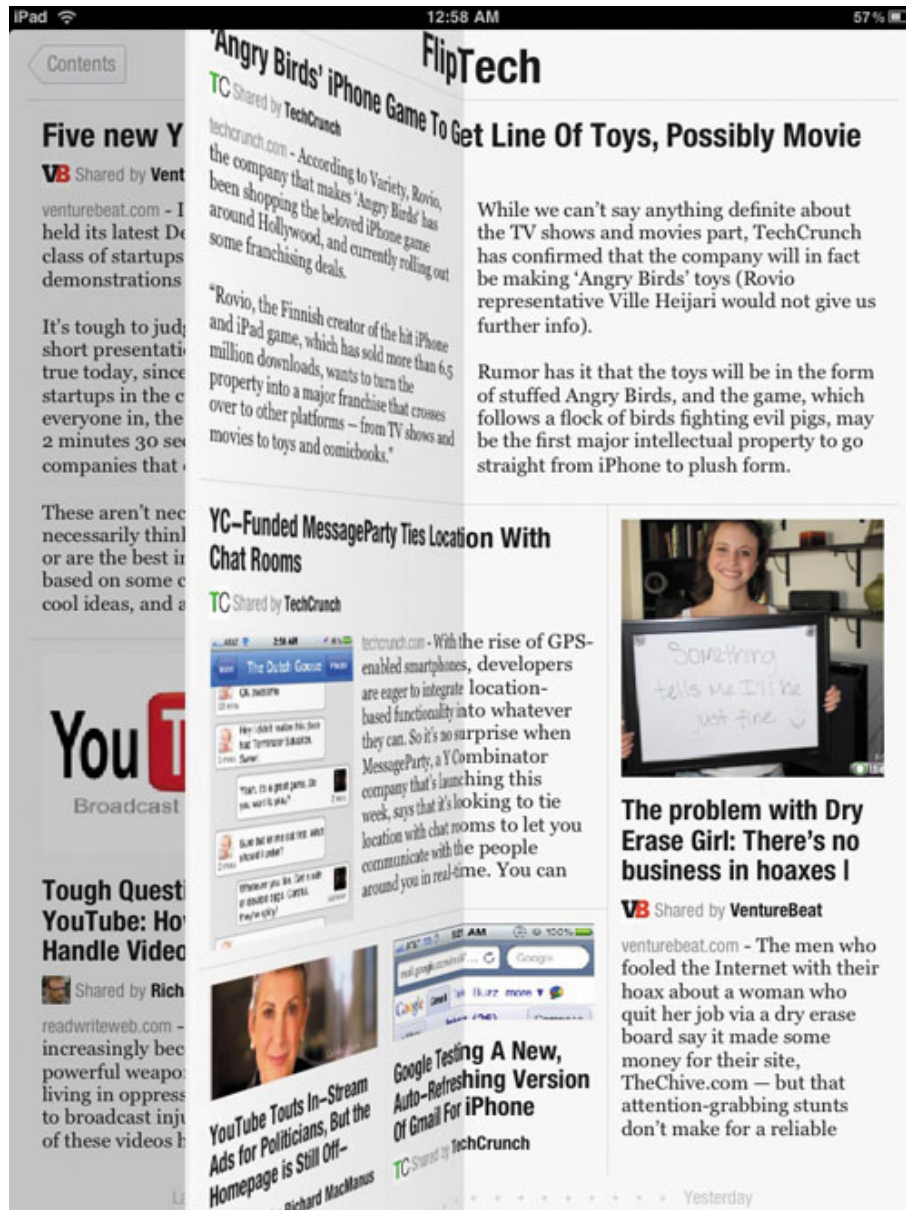 iPad
12:58 AM
57%
Contents
FlipTech
Five new Y
VB Shared by Vent
venturebeat.com - I
held its latest De
class of startups
demonstrations
It's tough to judg
short presentati
true today, since
startups in the c
everyone in, the
2 minutes 30 sec
companies that
These aren't nec
necessarily thinl
or are the best in
based on some c
cool ideas, and a
You T
Broadcast
Tough Questi
YouTube: Ho
Handle Video
Shared by Rich
readwriteweb.com -
increasingly bec
powerful weapo
living in oppress
to broadcast inju
of these videos h
'Angry Birds' iPhone Game To Get Line Of Toys, Possibly Movie
TC Shared by TechCrunch
techcrunch.com - According to Variety, Rovio,
the company that makes 'Angry Birds' has
been shopping the beloved iPhone game
around Hollywood, and currently rolling out
some franchising deals.
"Rovio, the Finnish creator of the hit iPhone
and iPad game, which has sold more than 6.5
million downloads, wants to turn the
property into a major franchise that crosses
over to other platforms – from TV shows and
movies to toys and comicbooks."
While we can't say anything definite about
the TV shows and movies part, TechCrunch
has confirmed that the company will in fact
be making 'Angry Birds' toys (Rovio
representative Ville Heijari would not give us
further info).
Rumor has it that the toys will be in the form
of stuffed Angry Birds, and the game, which
follows a flock of birds fighting evil pigs, may
be the first major intellectual property to go
straight from iPhone to plush form.
YC-Funded MessageParty Ties Location With
Chat Rooms
TC Shared by TechCrunch
2:56 AM
The Dutch Goose
techcrunch.com - With the rise of GPS-
enabled smartphones, developers
are eager to integrate location-
based functionality into whatever
they can. So it's no surprise when
MessageParty, a Y Combinator
company that's launching this
week, says that it's looking to tie
location with chat rooms to let you
communicate with the people
around you in real-time. You can
YouTube Touts In-Stream
Ads for Politicians, But the
Homepage is Still Off-
Richard MacManus
AM
100%
Google
Google
more ▼
Google Testing A New,
Auto-Refreshing Version
Of Gmail For iPhone
TC Shared by TechCrunch
Something
tells me I'll be
just fine
The problem with Dry
Erase Girl: There's no
business in hoaxes |
VB Shared by VentureBeat
venturebeat.com - The men who
fooled the Internet with their
hoax about a woman who
quit her job via a dry erase
board say it made some
money for their site,
TheChive.com — but that
attention-grabbing stunts
don't make for a reliable
Yesterday